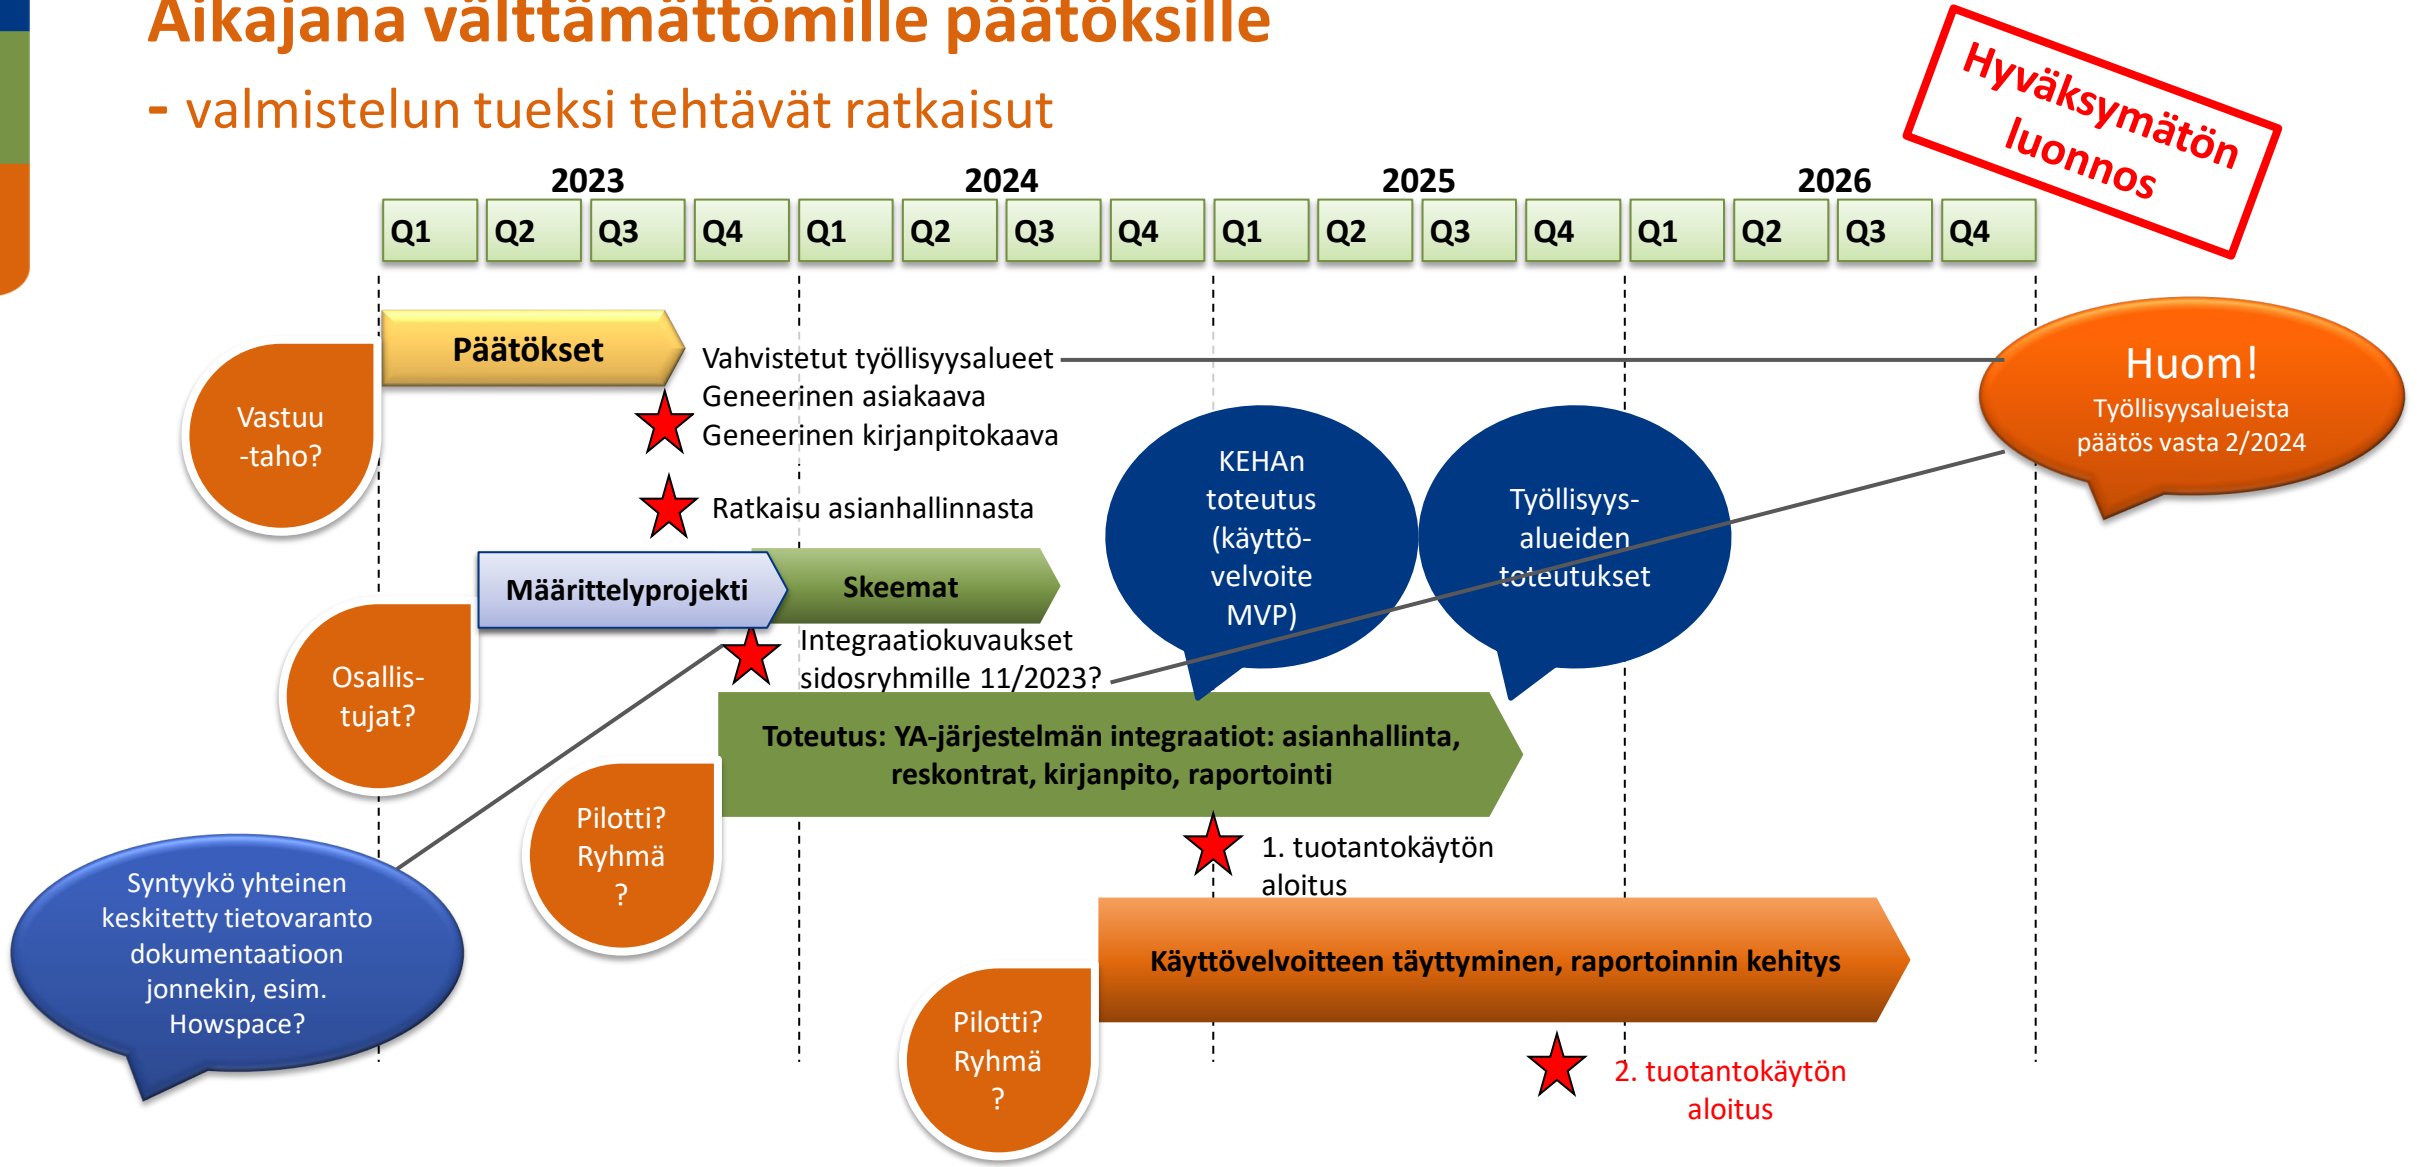 Aikajana välttämättömille päätöksille
- valmistelun tueksi tehtävät ratkaisut
Hyväksymätön
luonnos
2023
2024
2025
2026
Q1
Q2
Q3
Q4
Q1
Q2
Q3
Q4
Q1
Q2
Q3
Q4
Q1
Q2
Q3
Q4
Päätökset
Vastuu
-taho?
Vahvistetut työllisyysalueet
Geneerinen asiakaava
Geneerinen kirjanpitokaava
Huom!
Työllisyysalueista
päätös vasta 2/2024
Ratkaisu asianhallinnasta
KEHAn
toteutus
(käyttö-
velvoite
MVP)
Työllisyys-
alueiden
toteutukset
Määrittelyprojekti
Skeemat
Osallis-
tujat?
Integraatiokuvaukset
sidosryhmille 11/2023?
Toteutus: YA-järjestelmän integraatiot: asianhallinta,
reskontrat, kirjanpito, raportointi
Pilotti?
Ryhmä
?
1. tuotantokäytön
aloitus
Syntyykö yhteinen
keskitetty tietovaranto
dokumentaatioon
jonnekin, esim.
Howspace?
Käyttövelvoitteen täyttyminen, raportoinnin kehitys
Pilotti?
Ryhmä
?
2. tuotantokäytön
aloitus